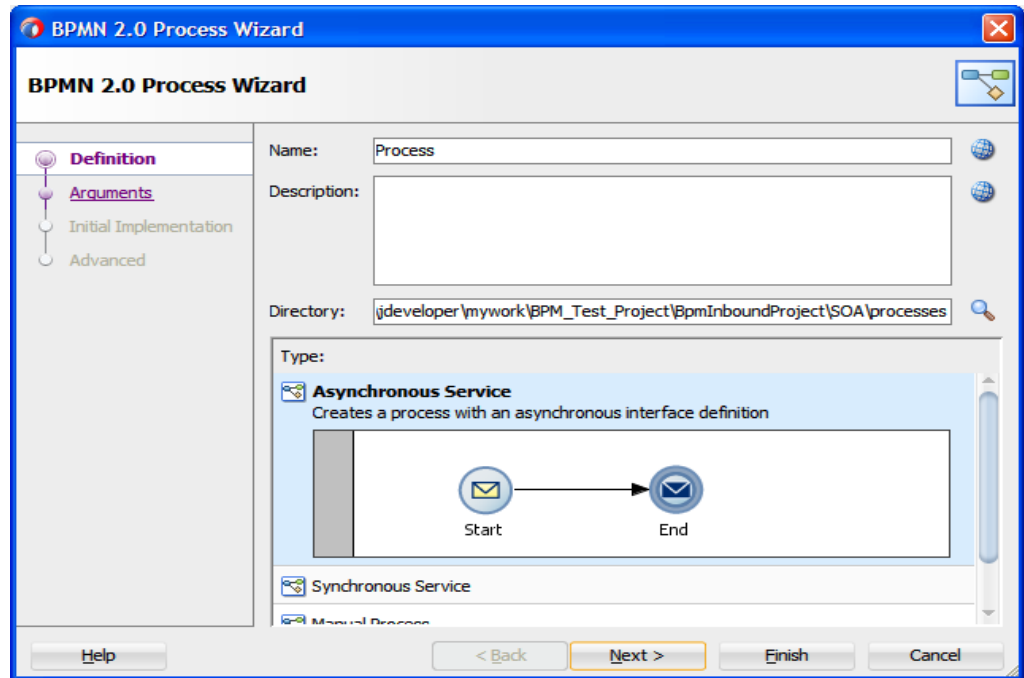 BPMN 2.0 Process Wizard
BPMN 2.0 Process Wizard
Definition
Arguments
Initial Implementation
Advanced
Name: Process
Description:
Directory: \jdeveloper\mywork\BPM_Test_Project\BpmInboundProject\SOA\processes
Type:
Asynchronous Service
Creates a process with an asynchronous interface definition
Start End
Synchronous Service
Manual Process
Help < Back Next > Finish Cancel